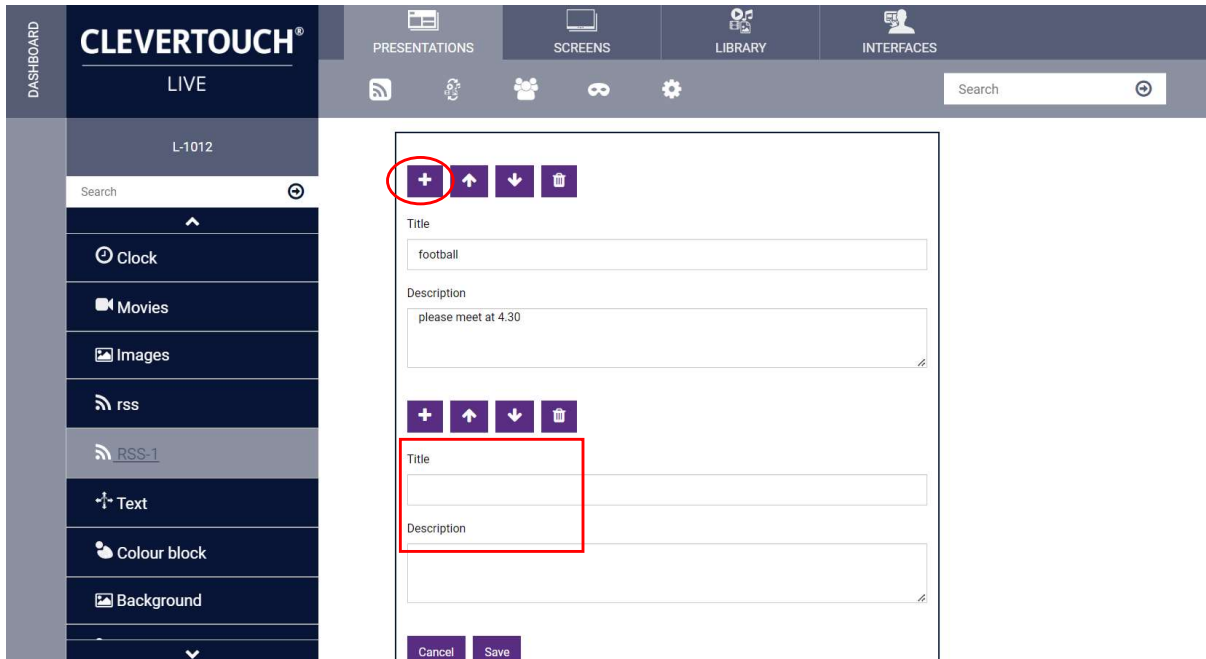 DASHBOARD
CLEVERTOUCH®
LIVE
PRESENTATIONS
SCREENS
LIBRARY
INTERFACES
Search
L-1012
Search
Clock
Movies
Images
rss
RSS-1
Text
Colour block
Background
Title
football
Description
please meet at 4.30
Title
Description
Cancel
Save